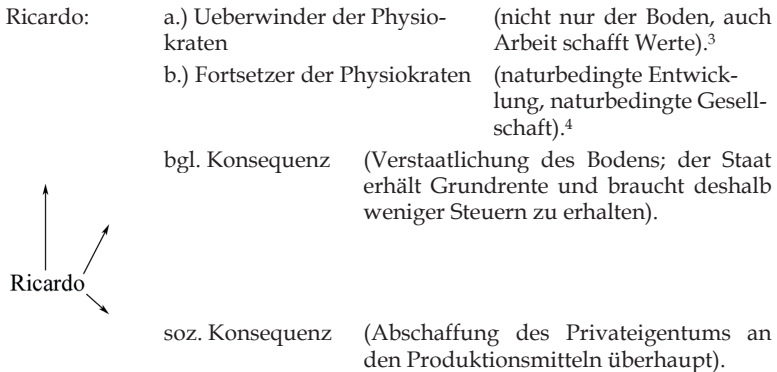 Ricardo: a.) Ueberwinder der Physio- (nicht nur der Boden, auch
kraten Arbeit schafft Werte).³
b.) Fortsetzer der Physiokraten (naturbedingte Entwick-
lung, naturbedingte Gesell-
schaft).⁴
bgl. Konsequenz (Verstaatlichung des Bodens; der Staat
erhält Grundrente und braucht deshalb
weniger Steuern zu erhalten).
Ricardo
soz. Konsequenz (Abschaffung des Privateigentums an
den Produktionsmitteln überhaupt).